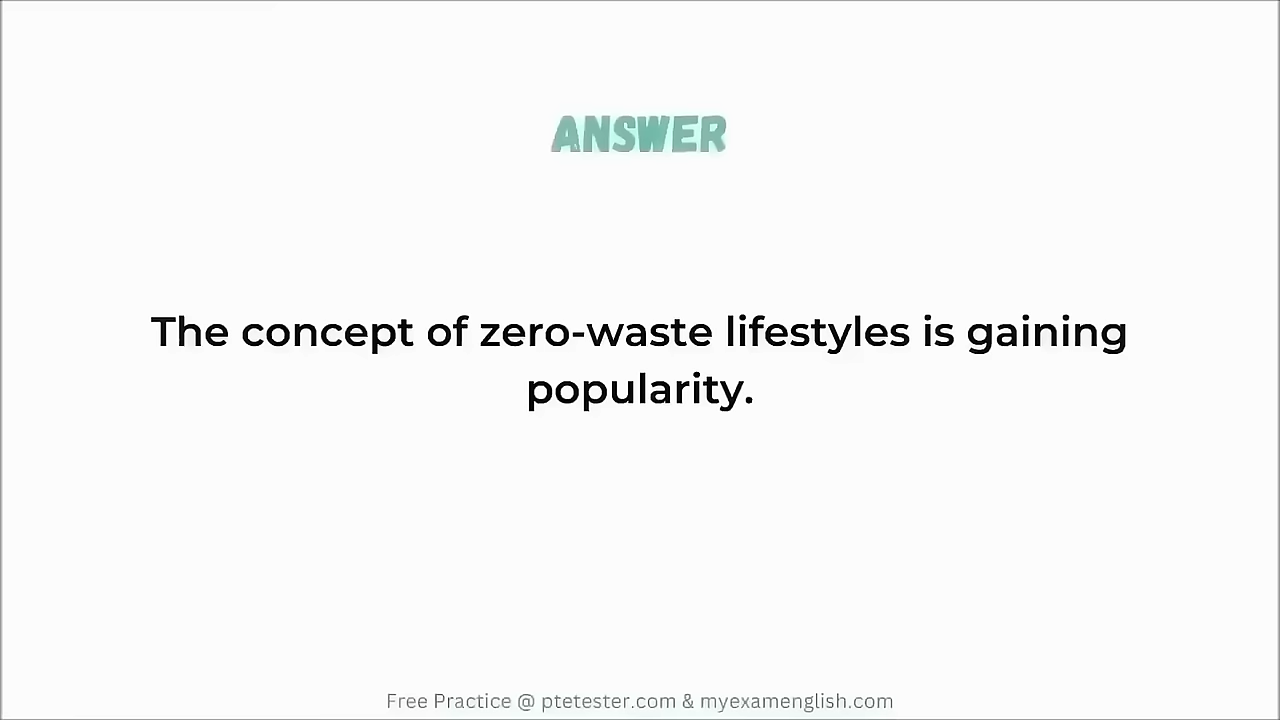 ANSWER
The concept of zero-waste lifestyles is gaining
popularity.
Free Practice @ ptetester.com & myexamenglish.com